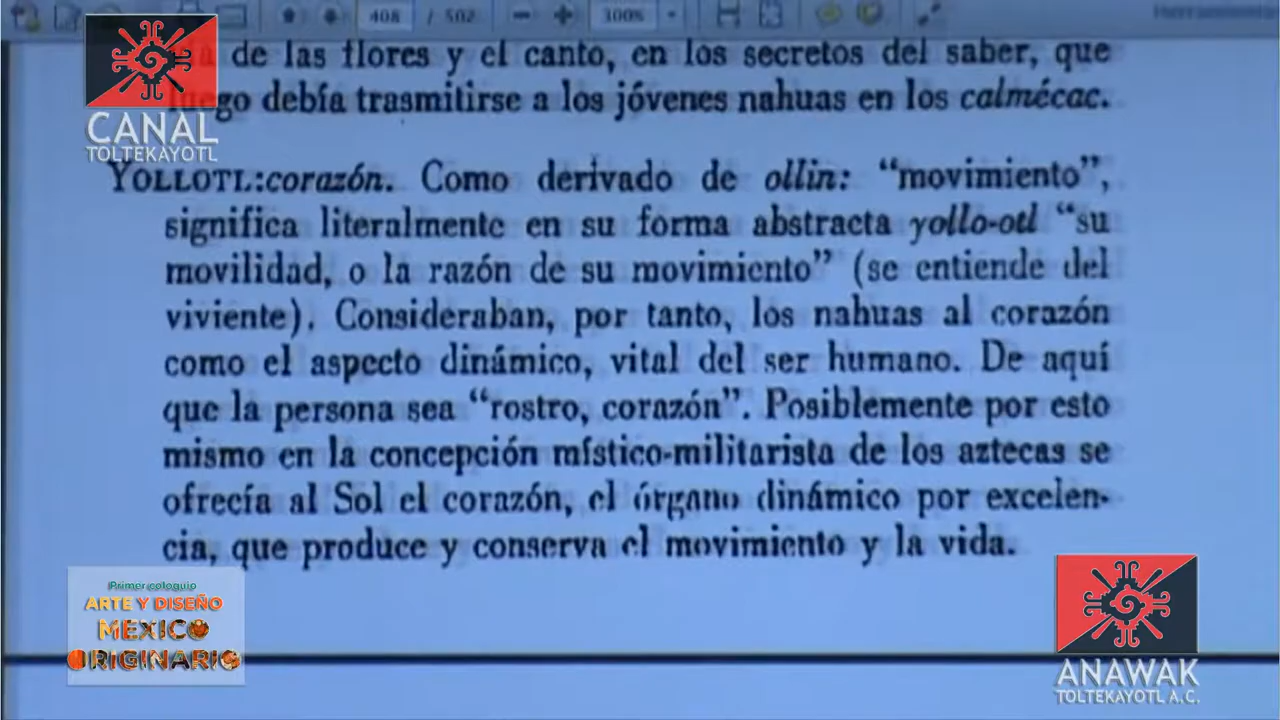 408 / 502
300%
de las flores y el canto, en los secretos del saber, que
luego debía trasmitirse a los jóvenes nahuas en los calmécac.
CANAL
TOLTEKAYOTL
YOLLOTL:corazón. Como derivado de ollin: “movimiento”,
significa literalmente en su forma abstracta yollo-otl “su
movilidad, o la razón de su movimiento” (se entiende del
viviente). Consideraban, por tanto, los nahuas al corazón
como el aspecto dinámico, vital del ser humano. De aquí
que la persona sea “rostro, corazón”. Posiblemente por esto
mismo en la concepción místico-militarista de los aztecas se
ofrecía al Sol el corazón, el órgano dinámico por excelen-
cia, que produce y conserva el movimiento y la vida.
Primer coloquio
ARTE Y DISEÑO
MEXICO
ORIGINARIO
ANAWAK
TOLTEKAYOTL A.C.